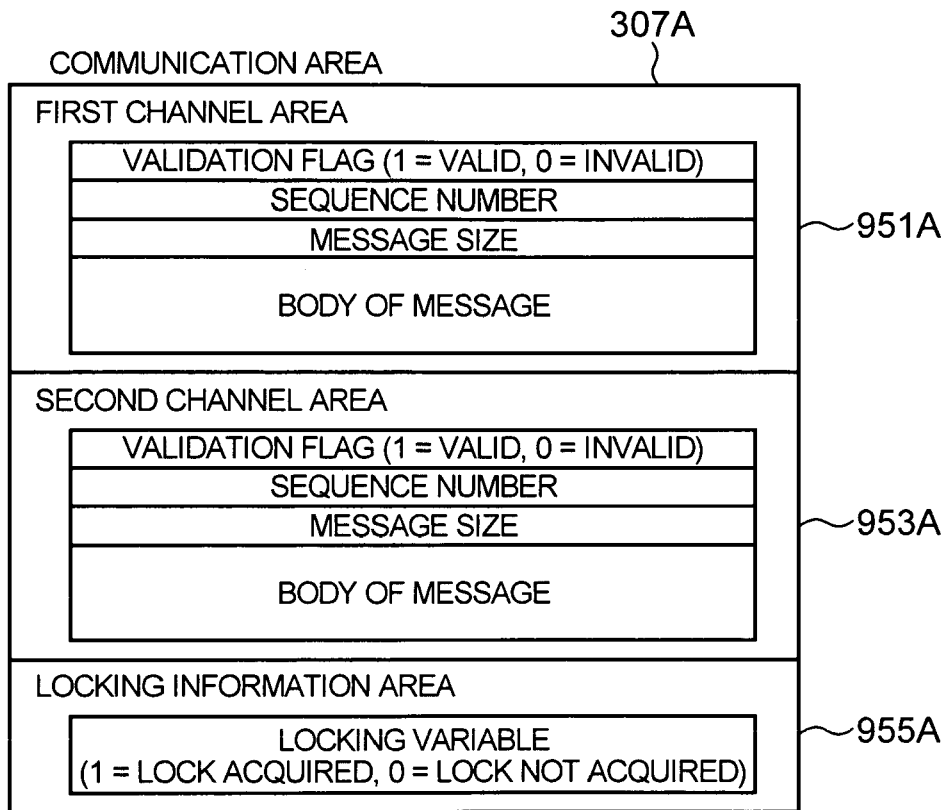 307A
COMMUNICATION AREA
FIRST CHANNEL AREA
VALIDATION FLAG (1 = VALID, 0 = INVALID)
SEQUENCE NUMBER
MESSAGE SIZE
951A
BODY OF MESSAGE
SECOND CHANNEL AREA
VALIDATION FLAG (1 = VALID, 0 = INVALID)
SEQUENCE NUMBER
MESSAGE SIZE
953A
BODY OF MESSAGE
LOCKING INFORMATION AREA
955A
LOCKING VARIABLE
(1 = LOCK ACQUIRED, 0 = LOCK NOT ACQUIRED)